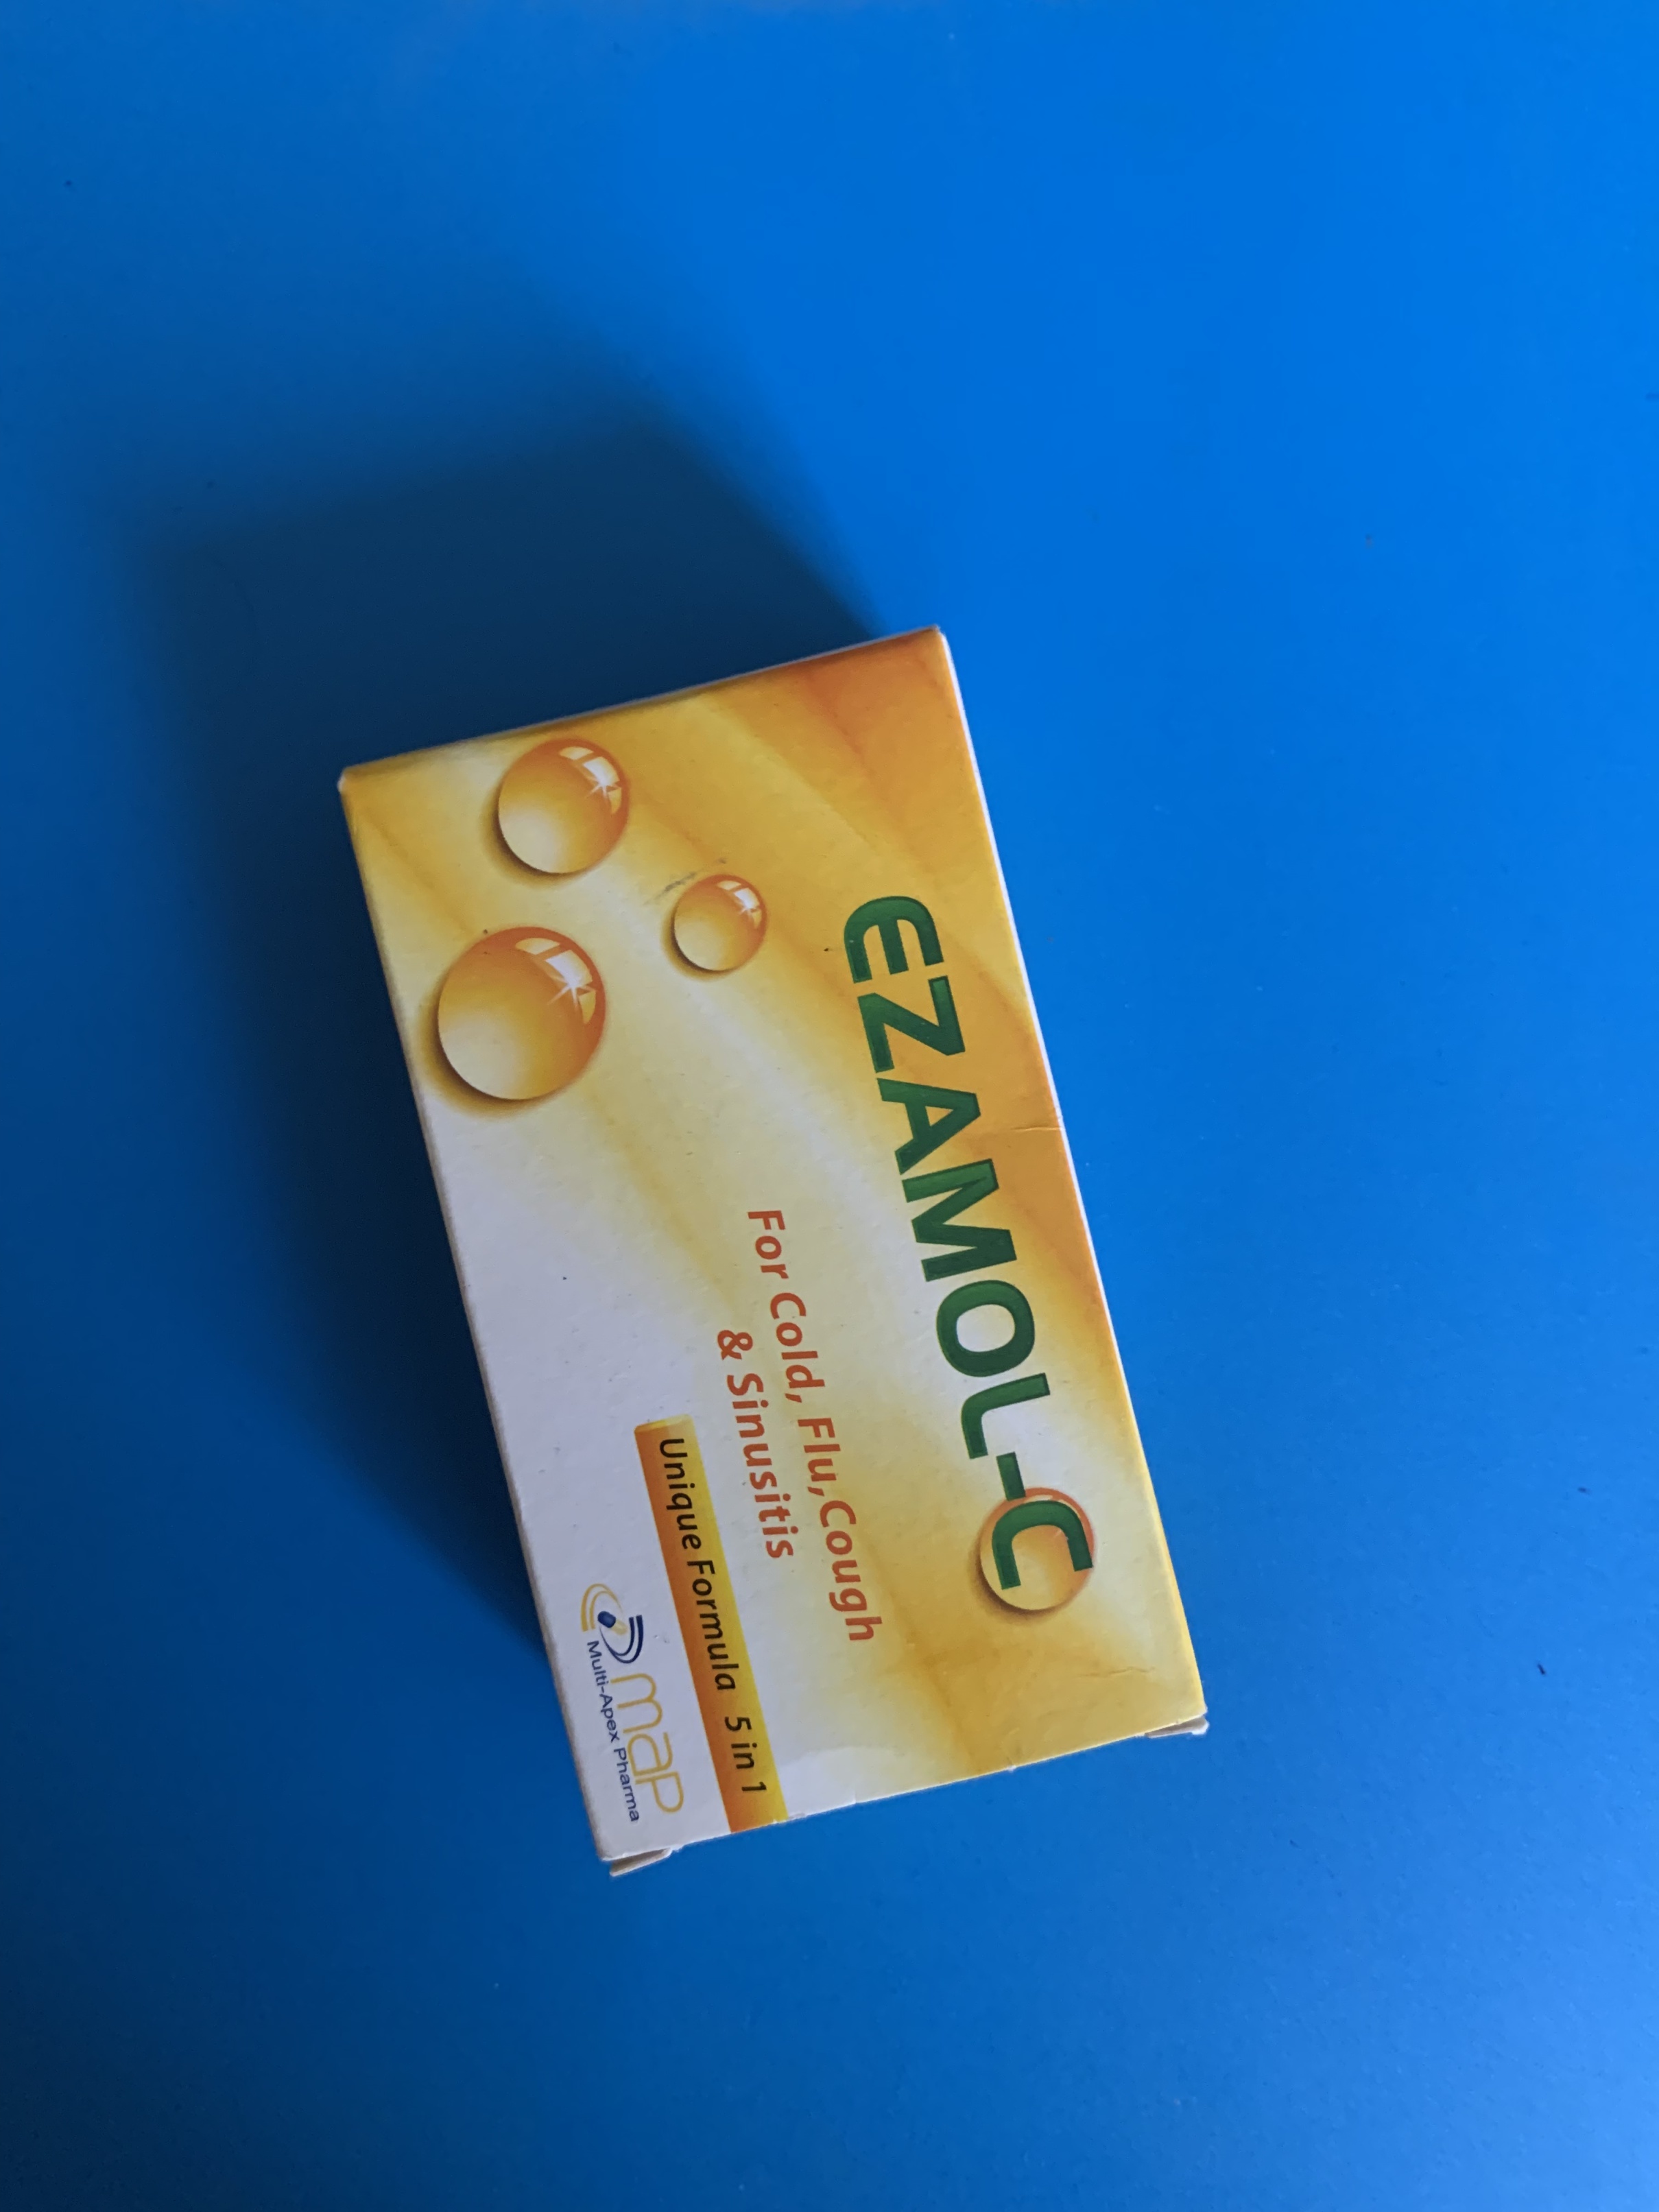 EZAMOL-C
For Cold, Flu,Cough
& Sinusitis
Unique Formula 5 in 1
map
Multi-Apex Pharma